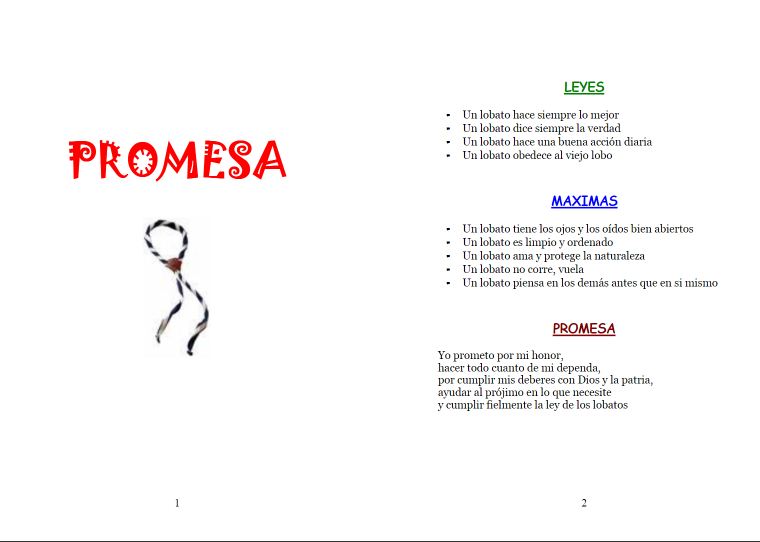 PROMESA
1
LEYES
Un lobato hace siempre lo mejor
Un lobato dice siempre la verdad
Un lobato hace una buena acción diaria
Un lobato obedece al viejo lobo
MAXIMAS
Un lobato tiene los ojos y los oídos bien abiertos
Un lobato es limpio y ordenado
Un lobato ama y protege la naturaleza
Un lobato no corre, vuela
Un lobato piensa en los demás antes que en si mismo
PROMESA
Yo prometo por mi honor,
hacer todo cuanto de mi dependa,
por cumplir mis deberes con Dios y la patria,
ayudar al prójimo en lo que necesite
y cumplir fielmente la ley de los lobatos
2